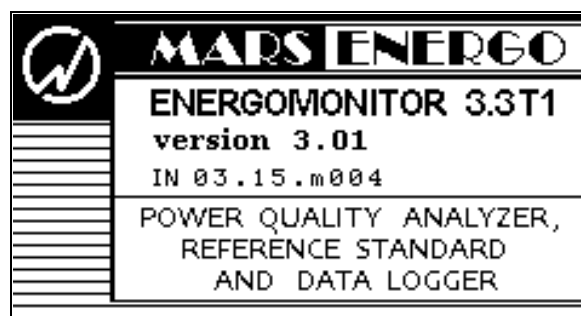 MARS ENERGO
ENERGOMONITOR 3.3T1
version 3.01
IN 03.15.m004
POWER QUALITY ANALYZER,
REFERENCE STANDARD
AND DATA LOGGER